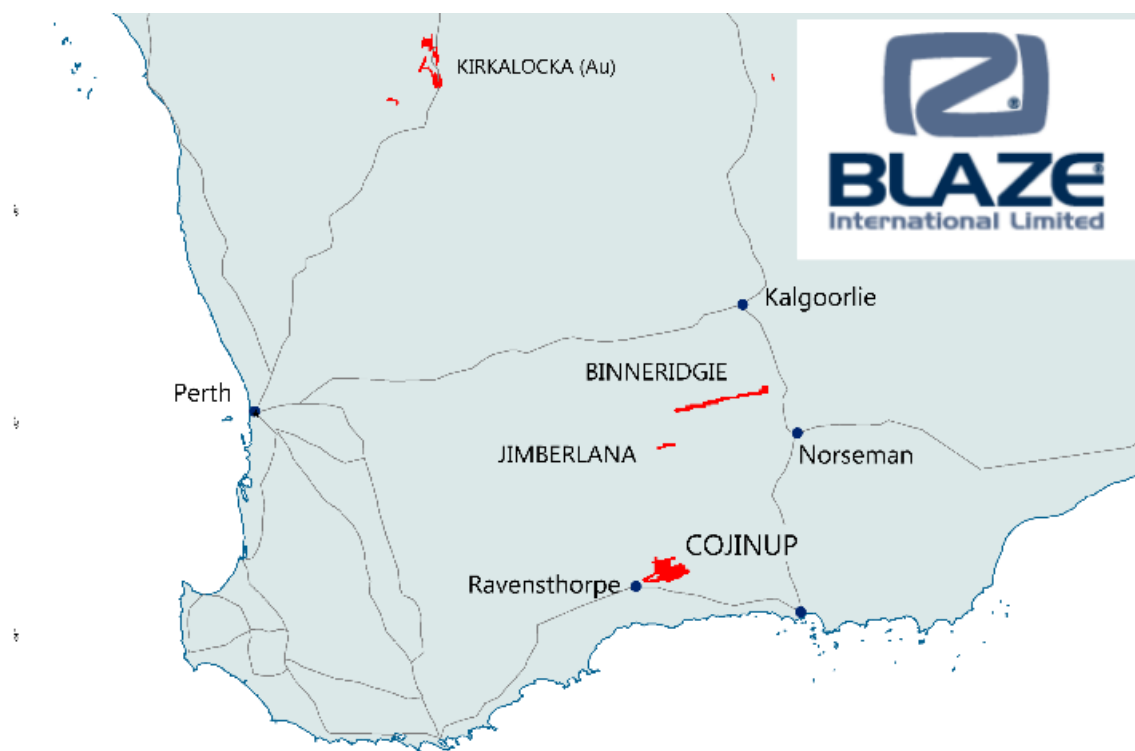 KIRKALOCKA (Au)
BLAZE
®
International Limited
Kalgoorlie
BINNERIDGIE
Perth
JIMBERLANA
Norseman
COJINUP
Ravensthorpe